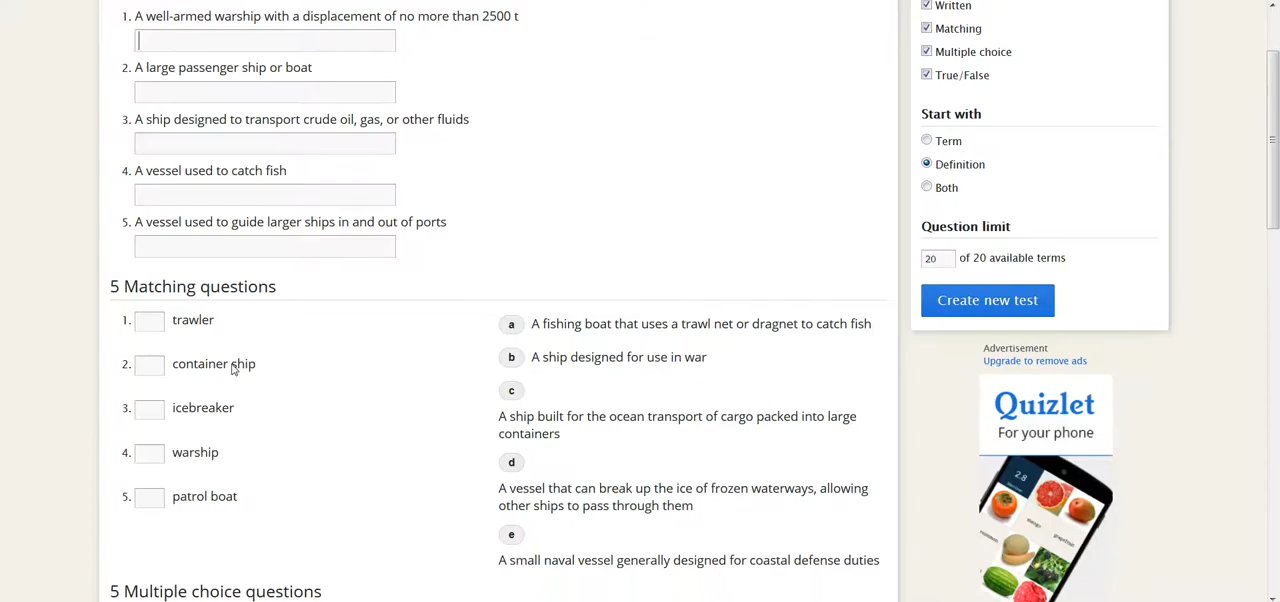 1. A well-armed warship with a displacement of no more than 2500 t
2. A large passenger ship or boat
3. A ship designed to transport crude oil, gas, or other fluids
4. A vessel used to catch fish
5. A vessel used to guide larger ships in and out of ports
5 Matching questions
1. trawler
2. container ship
3. icebreaker
4. warship
5. patrol boat
a A fishing boat that uses a trawl net or dragnet to catch fish
b A ship designed for use in war
c
A ship built for the ocean transport of cargo packed into large
containers
d
A vessel that can break up the ice of frozen waterways, allowing
other ships to pass through them
e
A small naval vessel generally designed for coastal defense duties
5 Multiple choice questions
Written
Matching
Multiple choice
True/False
Start with
Term
Definition
Both
Question limit
20 of 20 available terms
Create new test
Advertisement
Upgrade to remove ads
Quizlet
For your phone
2.8
mango
grapefruit